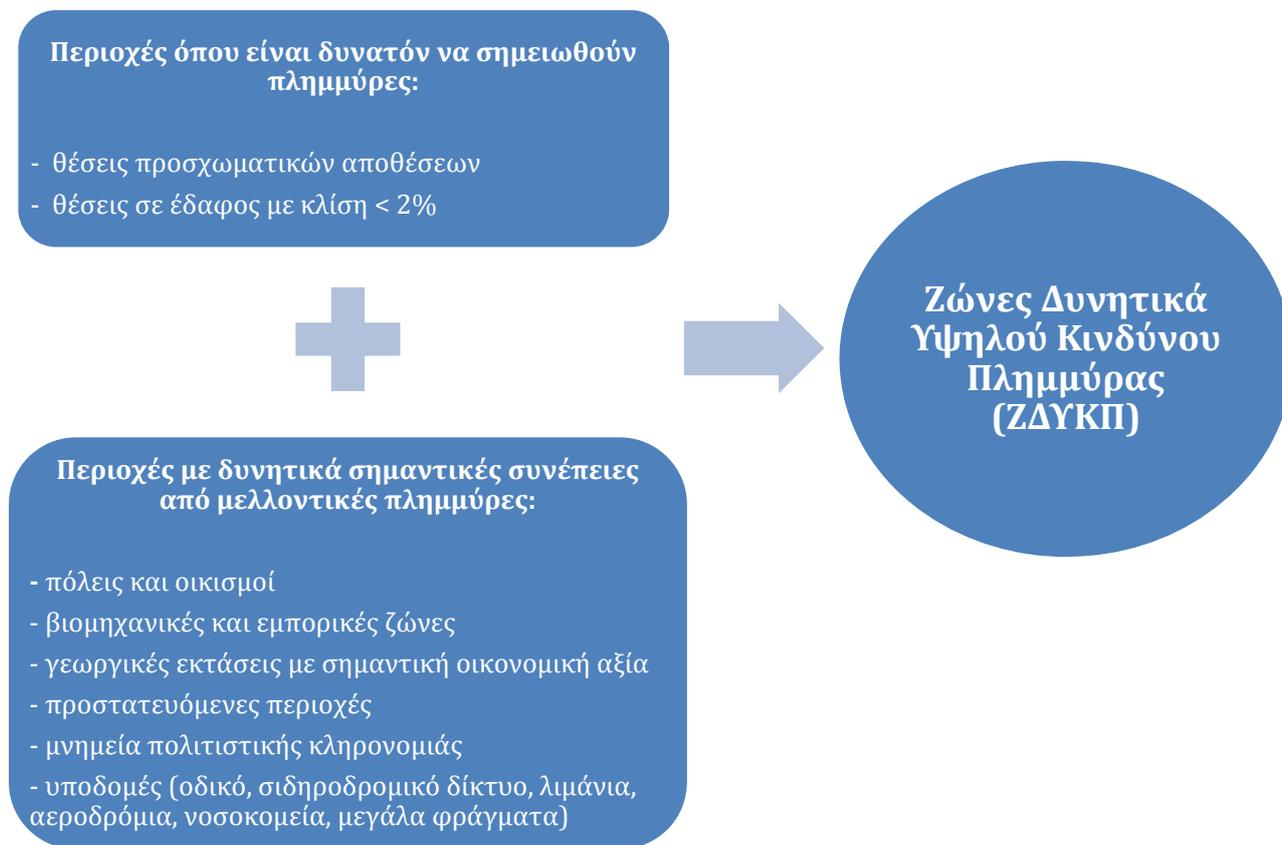 Περιοχές όπου είναι δυνατόν να σημειωθούν
πλημμύρες:
- θέσεις προσχωματικών αποθέσεων
- θέσεις σε έδαφος με κλίση < 2%
Ζώνες Δυνητικά
Υψηλού Κινδύνου
Πλημμύρας
(ΖΔΥΚΠ)
Περιοχές με δυνητικά σημαντικές συνέπειες
από μελλοντικές πλημμύρες:
- πόλεις και οικισμοί
- βιομηχανικές και εμπορικές ζώνες
- γεωργικές εκτάσεις με σημαντική οικονομική αξία
- προστατευόμενες περιοχές
- μνημεία πολιτιστικής κληρονομιάς
- υποδομές (οδικό, σιδηροδρομικό δίκτυο, λιμάνια,
αεροδρόμια, νοσοκομεία, μεγάλα φράγματα)